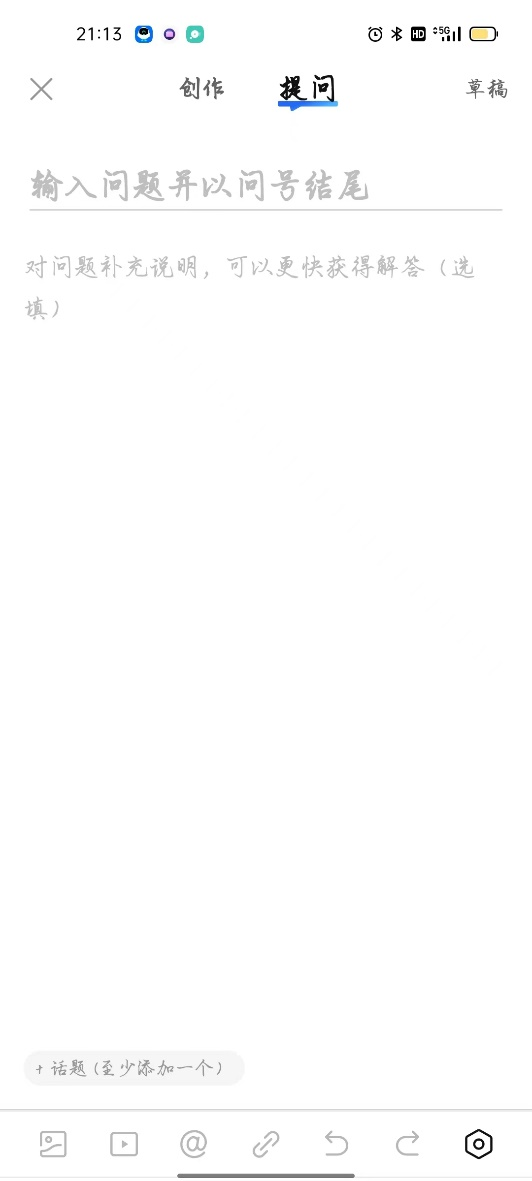 21:13 HD 5G
创作 提问 草稿
输入问题并以问号结尾
对问题补充说明，可以更快获得解答（选
填）
+ 话题 (至少添加一个)
@